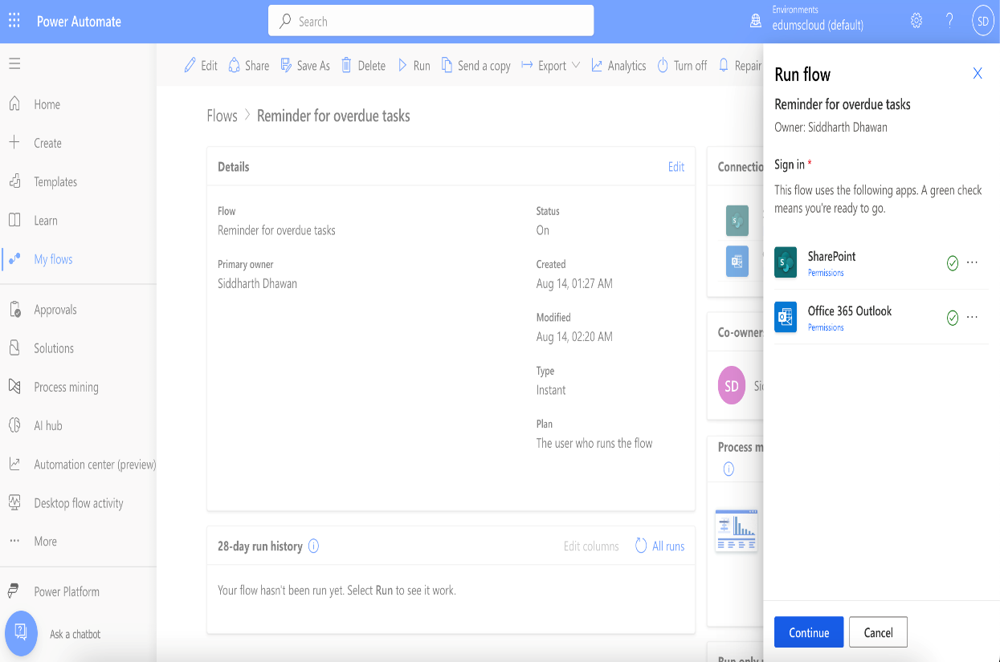 Power Automate
Search
Environments
edumscloud (default)
SD
Edit Share Save As Delete Run Send a copy Export Analytics Turn off Repair
Home
Create
Templates
Learn
My flows
Approvals
Solutions
Process mining
AI hub
Automation center (preview)
Desktop flow activity
More
Power Platform
Ask a chatbot
Flows > Reminder for overdue tasks
Details
Edit
Flow
Reminder for overdue tasks
Primary owner
Siddharth Dhawan
Status
On
Created
Aug 14, 01:27 AM
Modified
Aug 14, 02:20 AM
Type
Instant
Plan
The user who runs the flow
28-day run history
Edit columns
All runs
Your flow hasn't been run yet. Select Run to see it work.
Connectio
Co-owner
SD
Process m
Run only
Run flow
Reminder for overdue tasks
Owner: Siddharth Dhawan
Sign in *
This flow uses the following apps. A green check
means you're ready to go.
SharePoint
Permissions
Office 365 Outlook
Permissions
Continue
Cancel